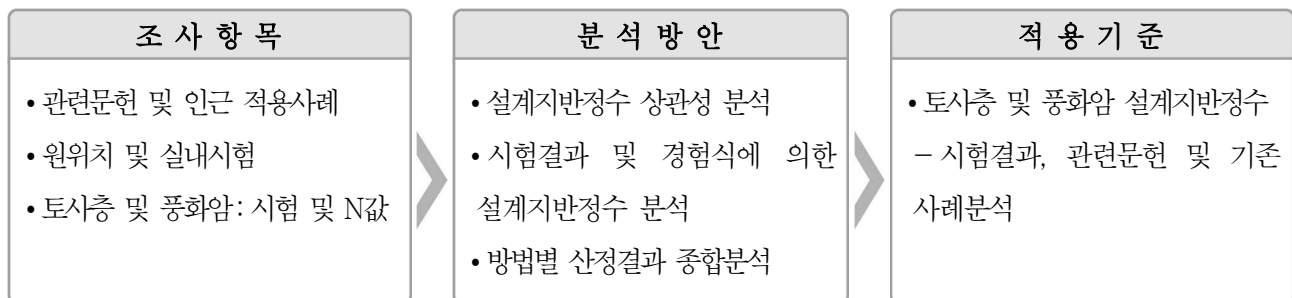 조 사 항 목
• 관련문헌 및 인근 적용사례
• 원위치 및 실내시험
• 토사층 및 풍화암 : 시험 및 N값
분 석 방 안
• 설계지반정수 상관성 분석
• 시험결과 및 경험식에 의한
설계지반정수 분석
• 방법별 산정결과 종합분석
적 용 기 준
• 토사층 및 풍화암 설계지반정수
– 시험결과, 관련문헌 및 기존
사례분석